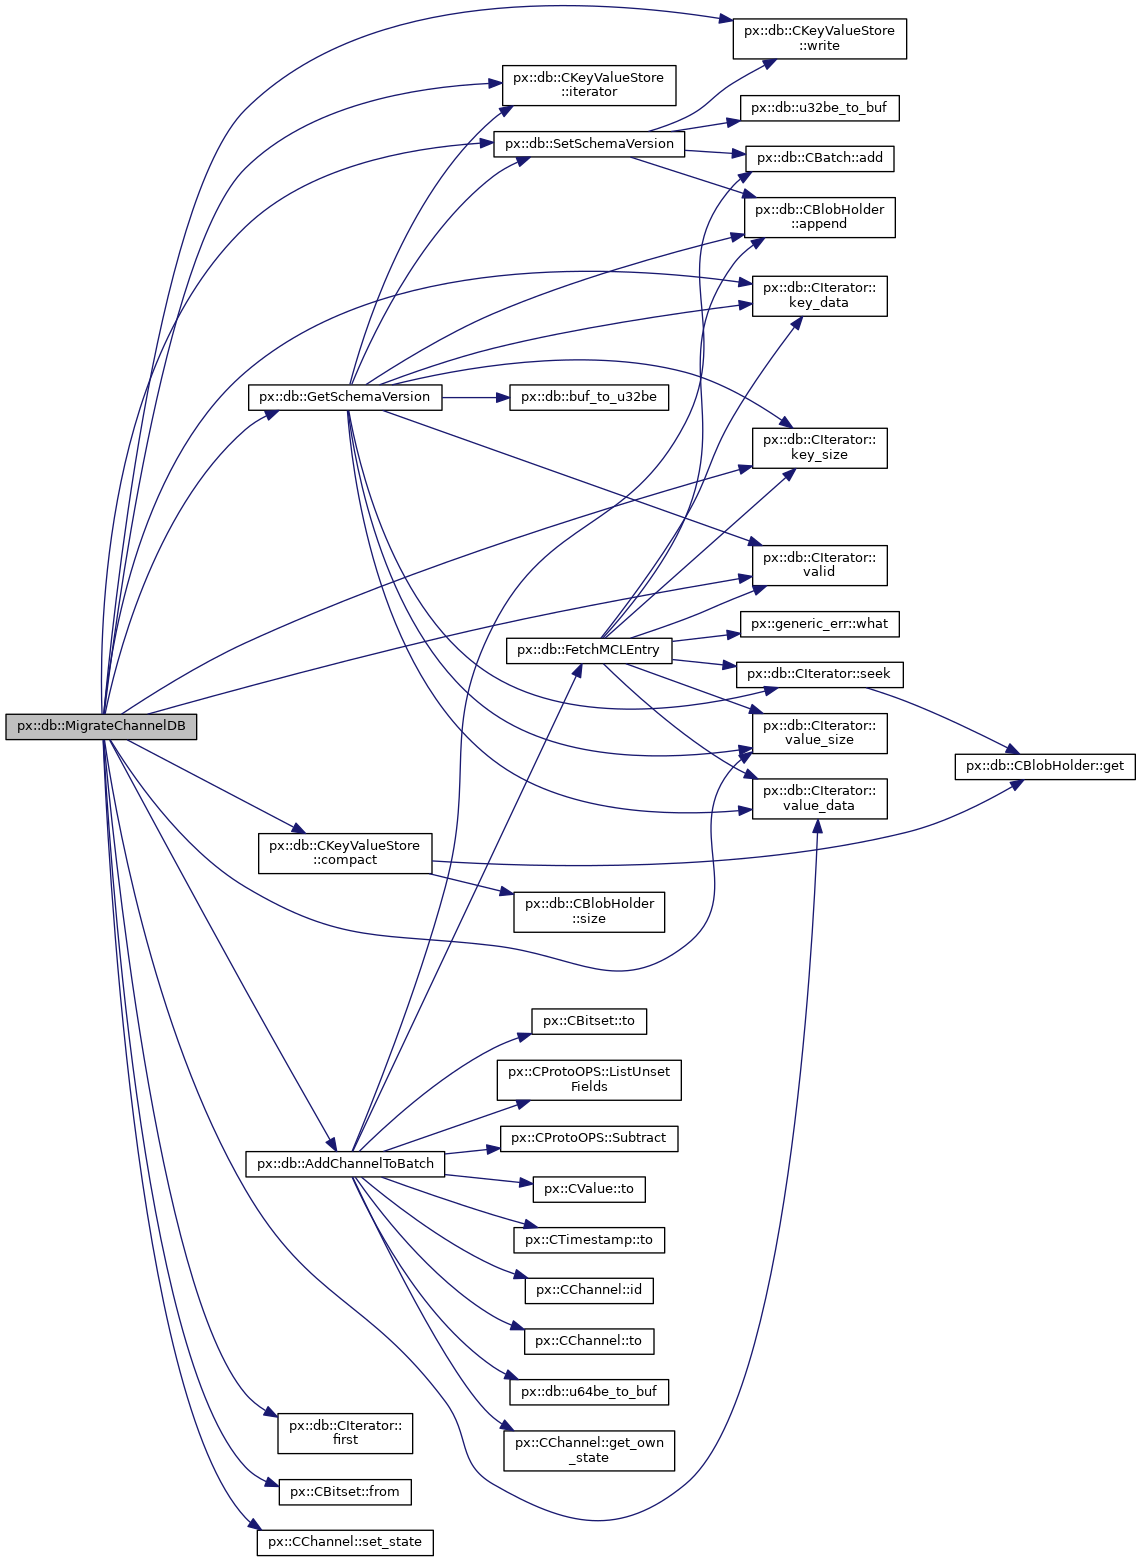 px::db::CKeyValueStore
::write
px::db::CKeyValueStore
::iterator
px::db::u32be_to_buf
px::db::SetSchemaVersion
px::db::CBatch::add
px::db::CBlobHolder
::append
px::db::CIterator::
key_data
px::db::GetSchemaVersion
px::db::buf_to_u32be
px::db::CIterator::
key_size
px::db::CIterator::
valid
px::generic_err::what
px::db::FetchMCLEntry
px::db::CIterator::seek
px::db::MigrateChannelDB
px::db::CIterator::
value_size
px::db::CBlobHolder::get
px::db::CIterator::
value_data
px::db::CKeyValueStore
::compact
px::db::CBlobHolder
::size
px::CBitset::to
px::CProtoOPS::ListUnset
Fields
px::CProtoOPS::Subtract
px::db::AddChannelToBatch
px::CValue::to
px::CTimestamp::to
px::CChannel::id
px::CChannel::to
px::db::u64be_to_buf
px::db::CIterator::
first
px::CChannel::get_own
_state
px::CBitset::from
px::CChannel::set_state